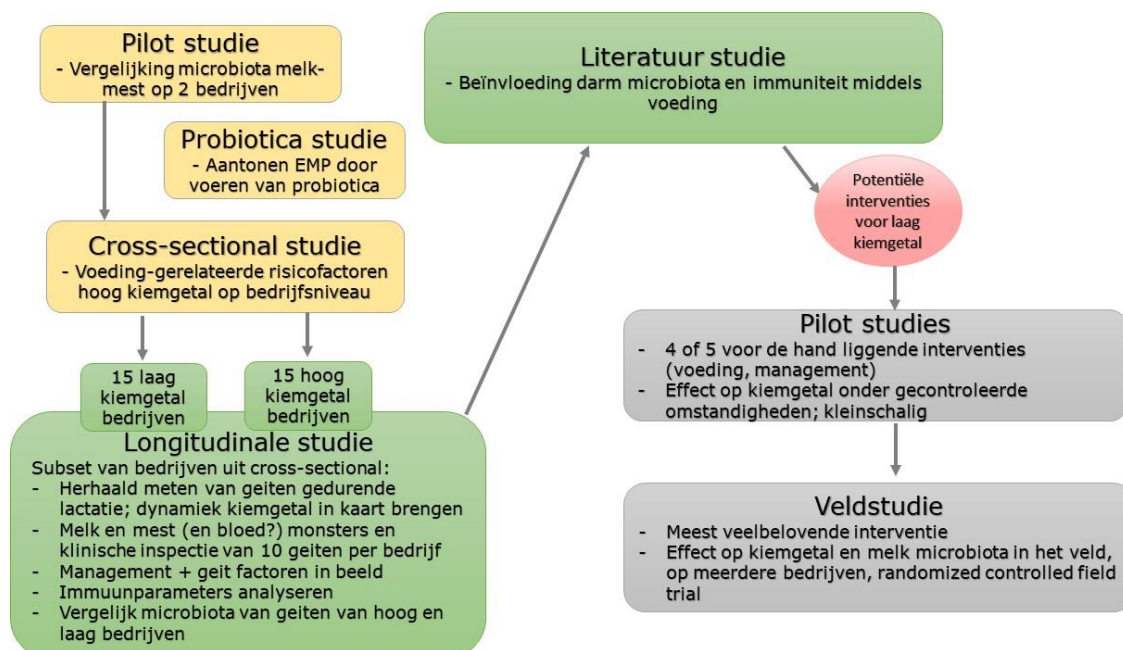 Pilot studie
- Vergelijking microbiota melk-
mest op 2 bedrijven
Probiotica studie
- Aantonen EMP door
voeren van probiotica
Cross-sectional studie
- Voeding-gerelateerde risicofactoren
hoog kiemgetal op bedrijfsniveau
15 laag
kiemgetal
bedrijven
15 hoog
kiemgetal
bedrijven
Longitudinale studie
Subset van bedrijven uit cross-sectional:
- Herhaald meten van geiten gedurende
lactatie; dynamiek kiemgetal in kaart brengen
- Melk en mest (en bloed?) monsters en
klinische inspectie van 10 geiten per bedrijf
- Management + geit factoren in beeld
- Immuunparameters analyseren
- Vergelijk microbiota van geiten van hoog en
laag bedrijven
Literatuur studie
- Beïnvloeding darm microbiota en immuniteit middels
voeding
Potentiële
interventies
voor laag
kiemgetal
Pilot studies
- 4 of 5 voor de hand liggende interventies
(voeding, management)
- Effect op kiemgetal onder gecontroleerde
omstandigheden; kleinschalig
Veldstudie
- Meest veelbelovende interventie
- Effect op kiemgetal en melk microbiota in het veld,
op meerdere bedrijven, randomized controlled field
trial